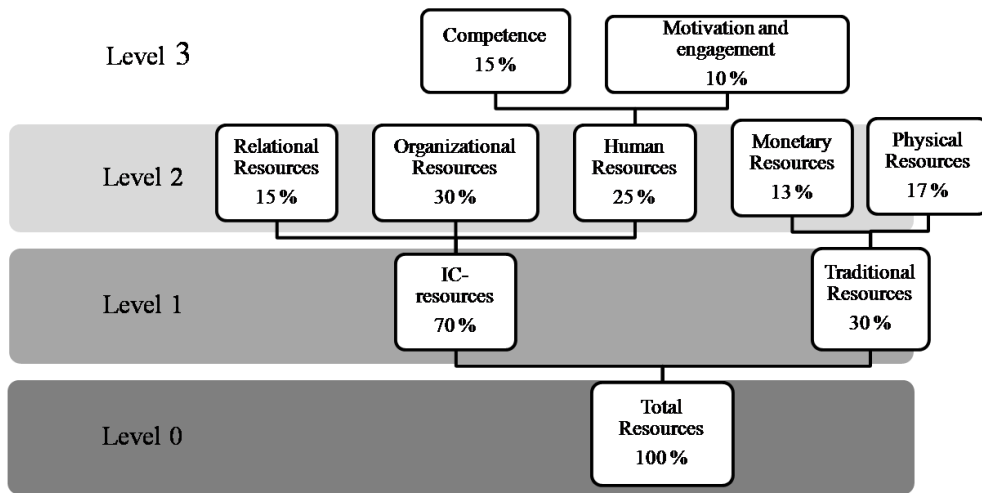 Level 3
Competence
15%
Motivation and
engagement
10%
Level 2
Relational
Resources
15%
Organizational
Resources
30%
Human
Resources
25%
Monetary
Resources
13%
Physical
Resources
17%
Level 1
IC-
resources
70%
Traditional
Resources
30%
Level 0
Total
Resources
100%